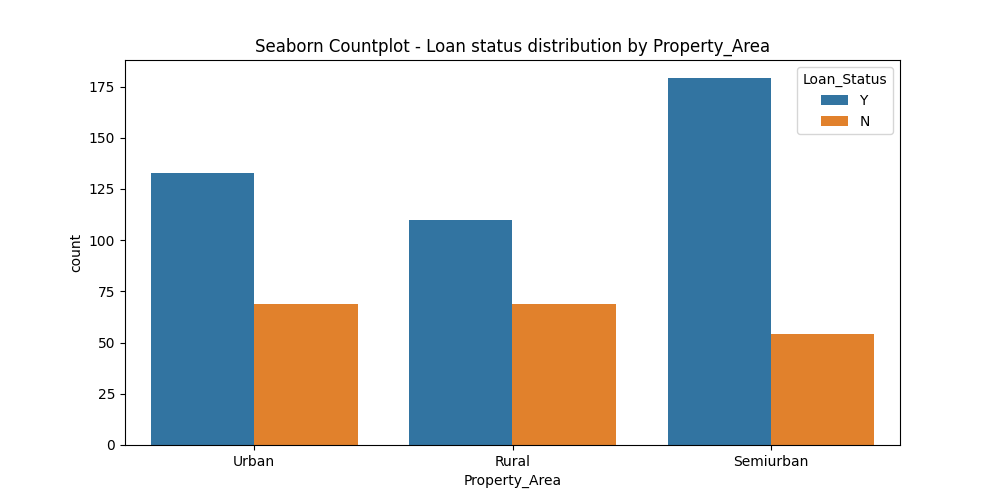 Seaborn Countplot - Loan status distribution by Property_Area
Loan_Status
Y
N
175
150
125
100
75
50
25
0
count
Urban
Rural
Semiurban
Property_Area